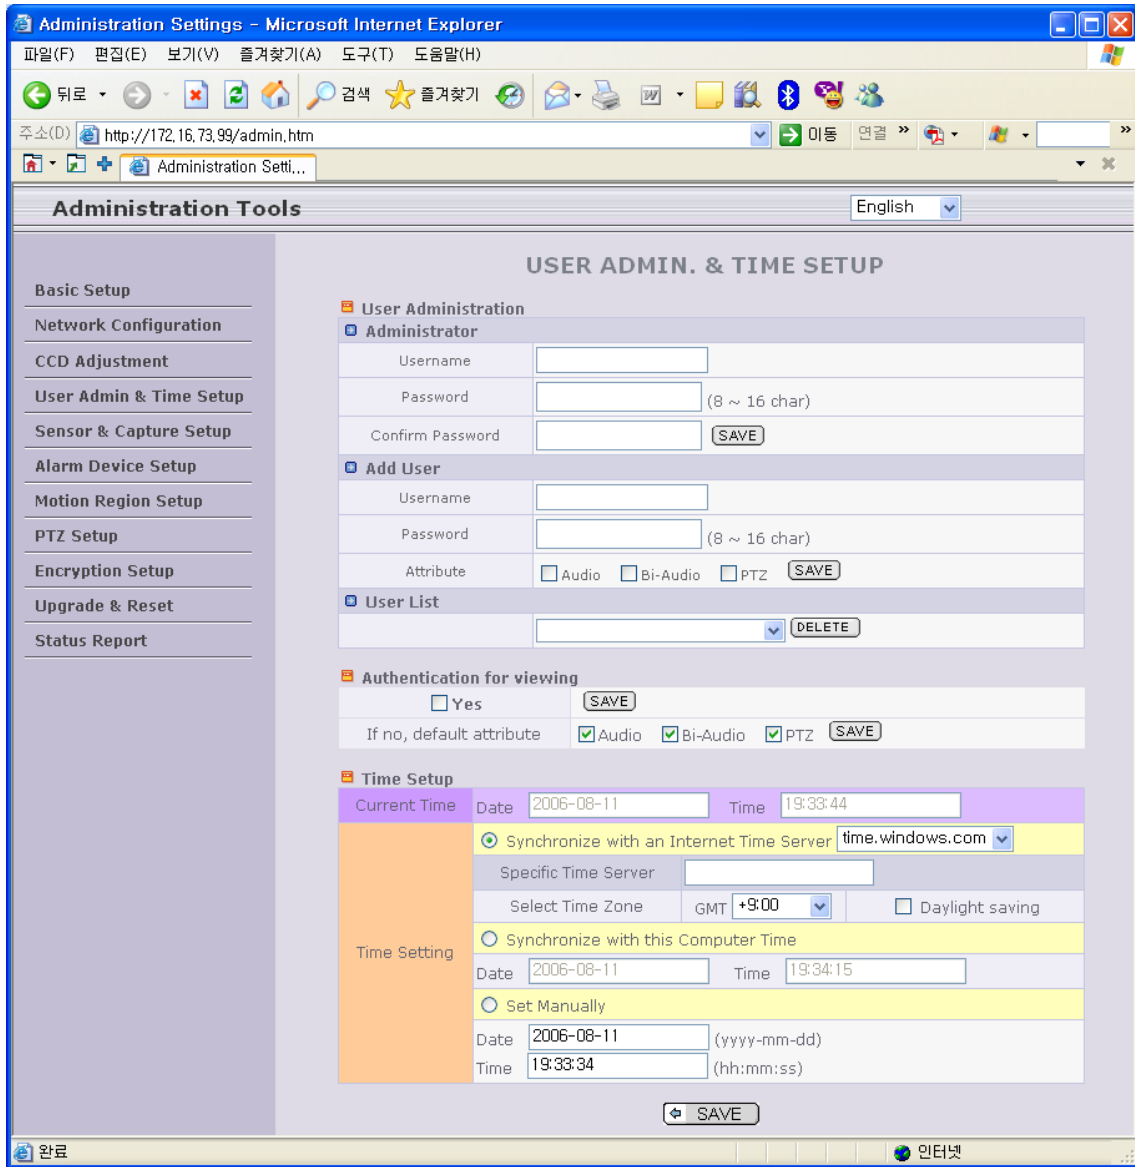 Administration Settings - Microsoft Internet Explorer
파일(F) 편집(E) 보기(V) 즐겨찾기(A) 도구(T) 도움말(H)
뒤로 검색 즐겨찾기
주소(D) http://172.16.73.99/admin.htm 이동 연결 »
Administration Setti...
Administration Tools English
Basic Setup
Network Configuration
CCD Adjustment
User Admin & Time Setup
Sensor & Capture Setup
Alarm Device Setup
Motion Region Setup
PTZ Setup
Encryption Setup
Upgrade & Reset
Status Report
USER ADMIN. & TIME SETUP
User Administration
Administrator
Username
Password (8 ~ 16 char)
Confirm Password SAVE
Add User
Username
Password (8 ~ 16 char)
Attribute Audio Bi-Audio PTZ SAVE
User List
DELETE
Authentication for viewing
Yes SAVE
If no, default attribute Audio Bi-Audio PTZ SAVE
Time Setup
Current Time Date 2006-08-11 Time 19:33:44
Time Setting
Synchronize with an Internet Time Server time.windows.com
Specific Time Server
Select Time Zone GMT +9:00 Daylight saving
Synchronize with this Computer Time
Date 2006-08-11 Time 19:34:15
Set Manually
Date 2006-08-11 (yyyy-mm-dd)
Time 19:33:34 (hh:mm:ss)
SAVE
완료 인터넷